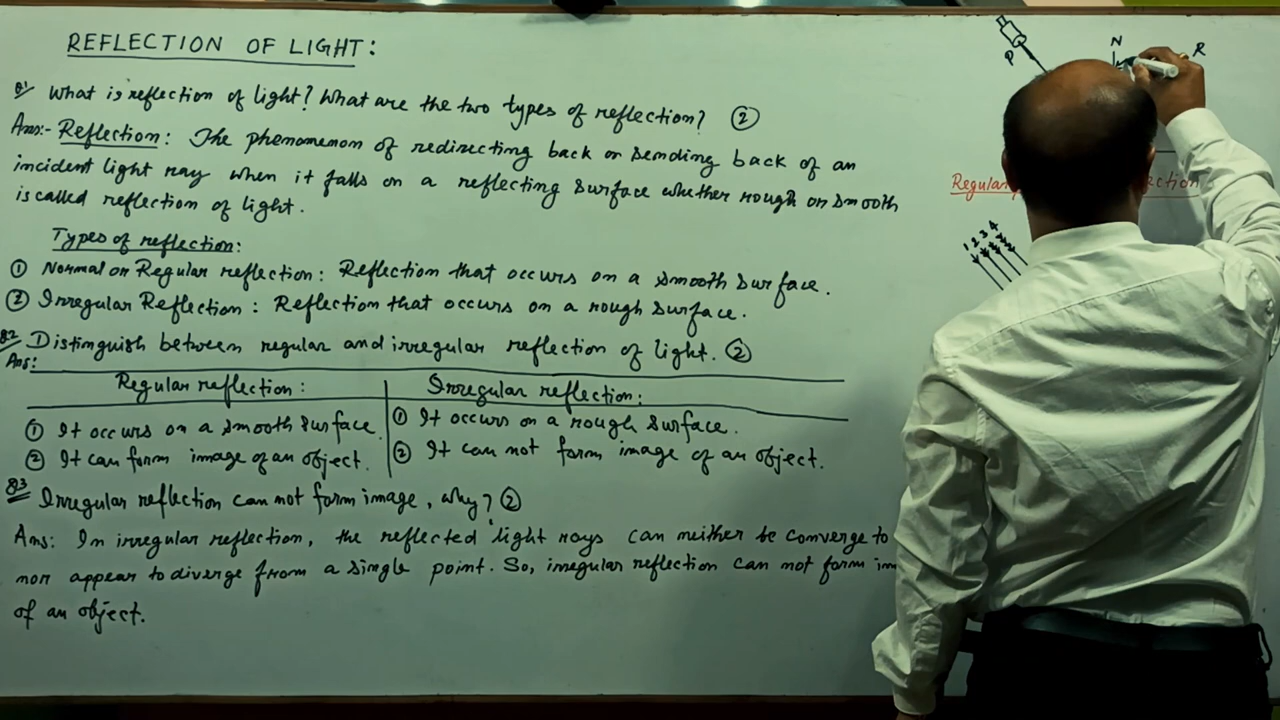 REFLECTION OF LIGHT:
Q1 What is reflection of light? What are the two types of reflection? ②
Ans:- Reflection: The phenomenon of redirecting back or sending back of an
incident light ray when it falls on a reflecting surface whether rough or smooth
is called reflection of light.
Types of reflection:
① Normal or Regular reflection: Reflection that occurs on a smooth surface.
② Irregular Reflection: Reflection that occurs on a rough surface.
Q2 Distinguish between regular and irregular reflection of light. ②
Ans:
Regular reflection: Irregular reflection:
① It occurs on a smooth surface. ① It occurs on a rough surface.
② It can form image of an object. ② It can not form image of an object.
Q3 Irregular reflection can not form image, why? ②
Ans: In irregular reflection, the reflected light rays can neither be converge to
nor appear to diverge from a single point. So, irregular reflection can not form
of an object.
P N R
Regular
1 2 3 4